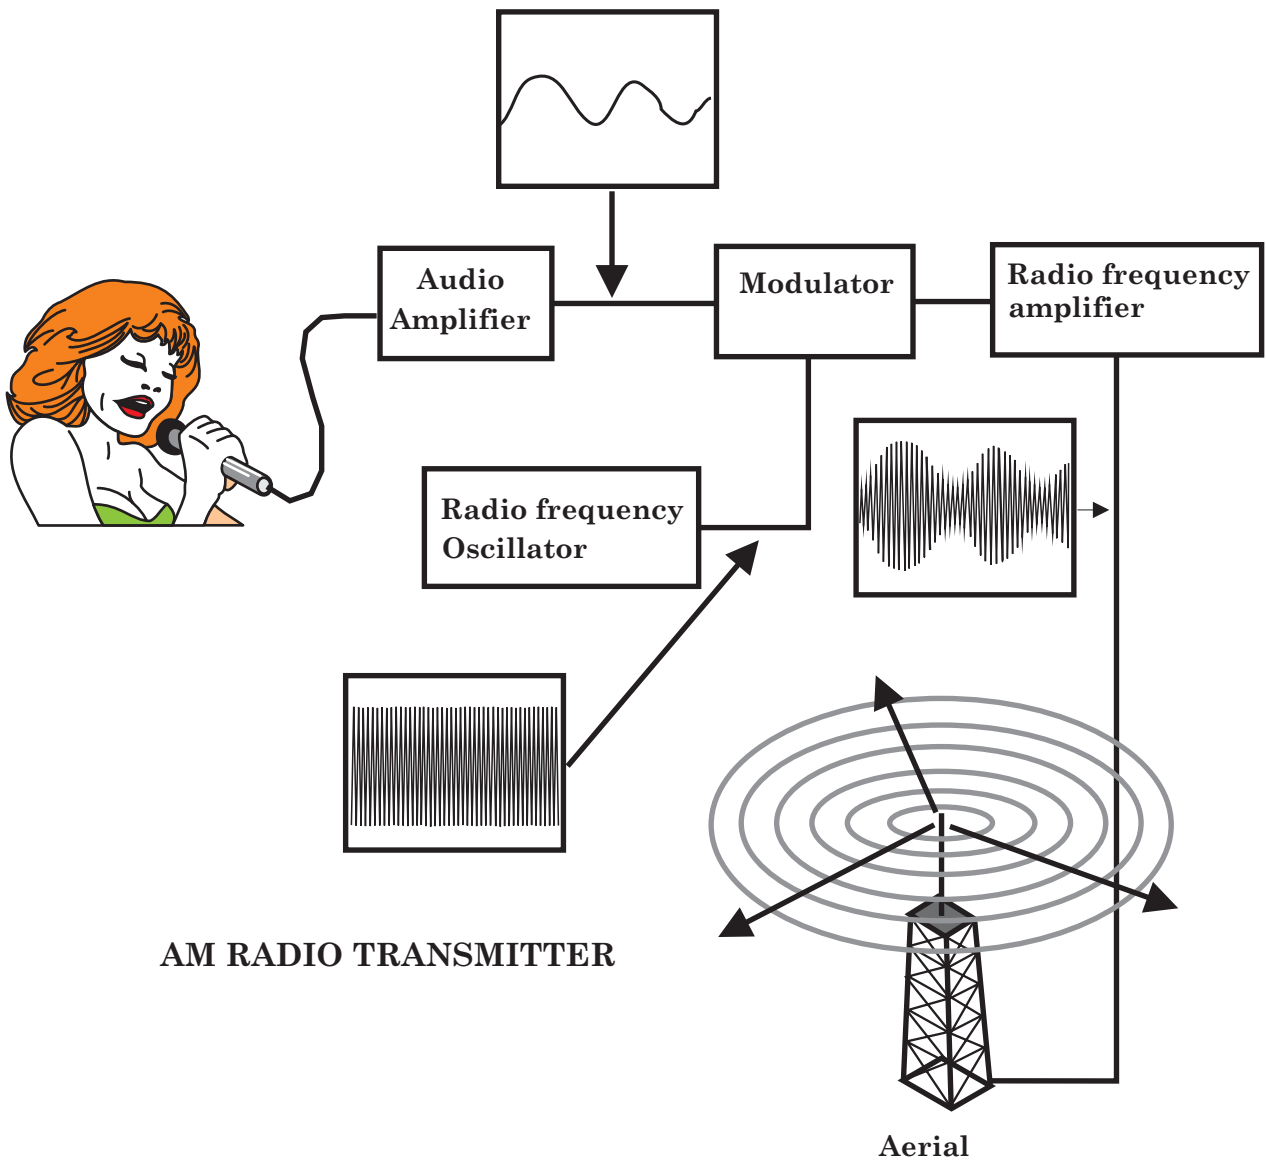 Audio
Amplifier
Modulator
Radio frequency
amplifier
Radio frequency
Oscillator
AM RADIO TRANSMITTER
Aerial